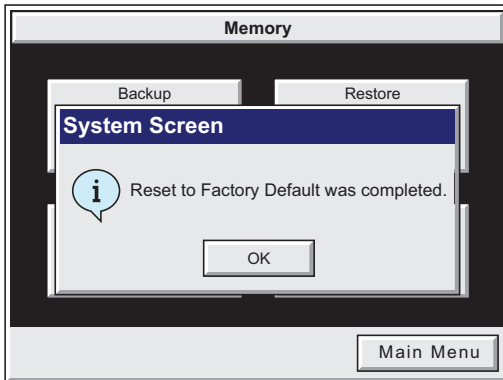 Memory
Backup
Restore
System Screen
i
Reset to Factory Default was completed.
OK
Main Menu